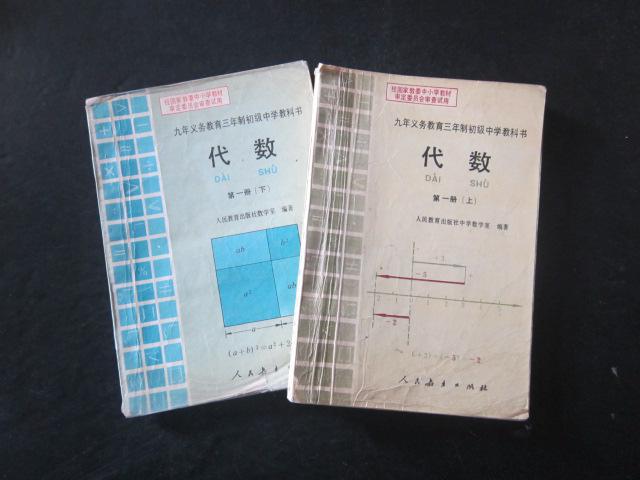 经国家教委中小学教材
审定委员会审查试用
九年义务教育三年制初级中学教科书
代数
DÀI SHÙ
第一册(下)
人民教育出版社数学室 编著
ab
b²
a²
ab
a
(a+b)²=a²+2
人民教育
经国家教委中小学教材
审定委员会审查试用
九年义务教育三年制初级中学教科书
代数
DÀI SHÙ
第一册(上)
人民教育出版社中学数学室 编著
+3
-5
-2
(+3)+(-5)=-2
人民教育出版社